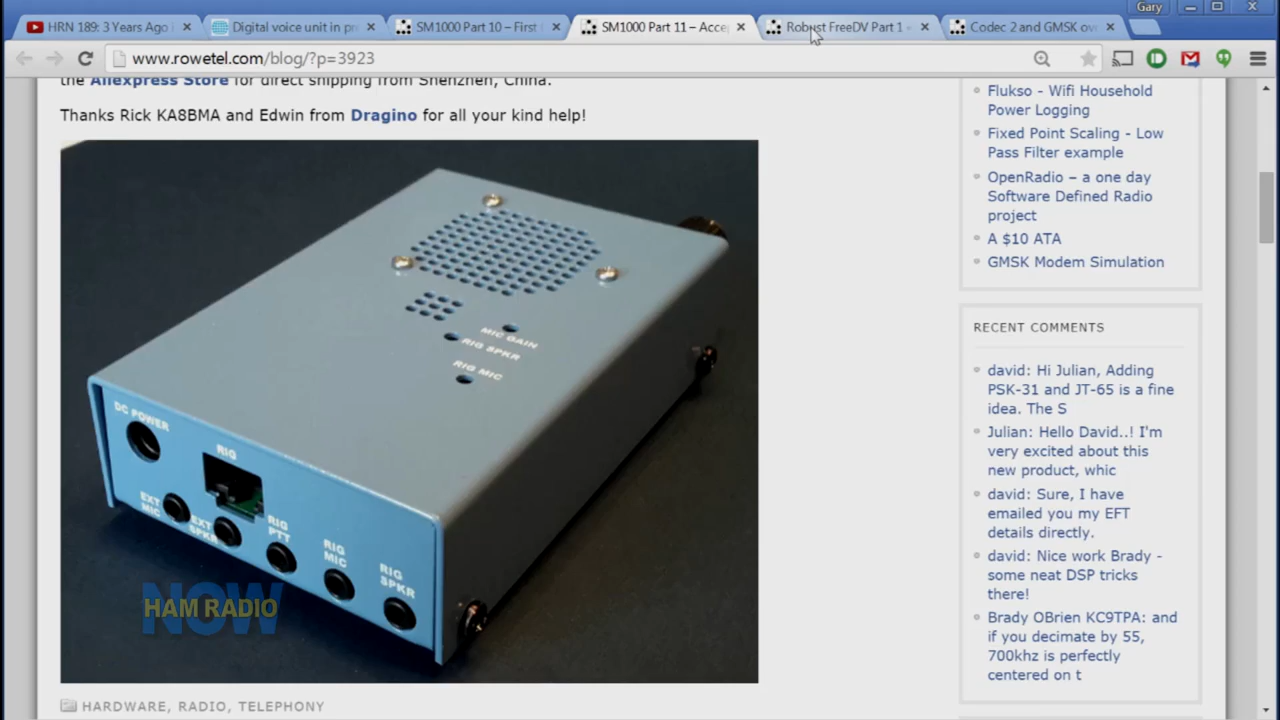 Gary
HRN 189: 3 Years Ago
Digital voice unit in pr
SM1000 Part 10 – First
SM1000 Part 11 – Acce
Robust FreeDV Part 1
Codec 2 and GMSK ov
www.rowetel.com/blog/?p=3923
the Aliexpress Store for direct shipping from Shenzhen, China.
Thanks Rick KA8BMA and Edwin from Dragino for all your kind help!
MIC GAIN
RIG SPKR
RIG MIC
DC POWER
RIG
EXT MIC
EXT SPKR
RIG PTT
RIG MIC
RIG SPKR
NOW
HAM RADIO
HARDWARE, RADIO, TELEPHONY
Flukso - Wifi Household
Power Logging
Fixed Point Scaling - Low
Pass Filter example
OpenRadio – a one day
Software Defined Radio
project
A $10 ATA
GMSK Modem Simulation
RECENT COMMENTS
david: Hi Julian, Adding
PSK-31 and JT-65 is a fine
idea. The S
Julian: Hello David..! I'm
very excited about this
new product, whic
david: Sure, I have
emailed you my EFT
details directly.
david: Nice work Brady -
some neat DSP tricks
there!
Brady OBrien KC9TPA: and
if you decimate by 55,
700khz is perfectly
centered on t